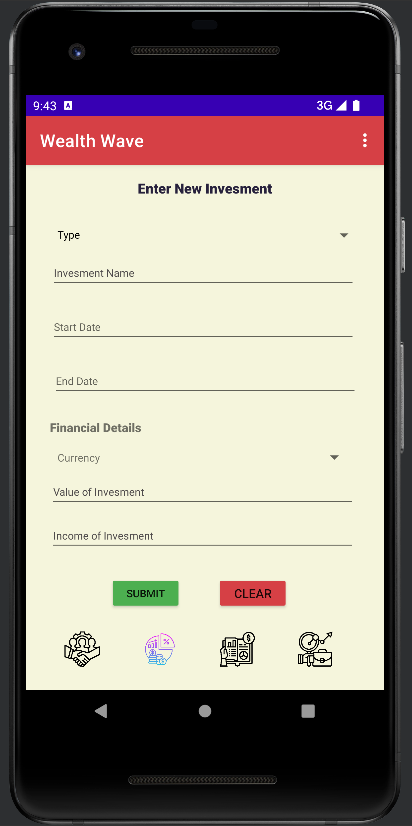 9:43 A 3G
Wealth Wave
Enter New Invesment
Type
Invesment Name
Start Date
End Date
Financial Details
Currency
Value of Invesment
Income of Invesment
SUBMIT CLEAR
%
$